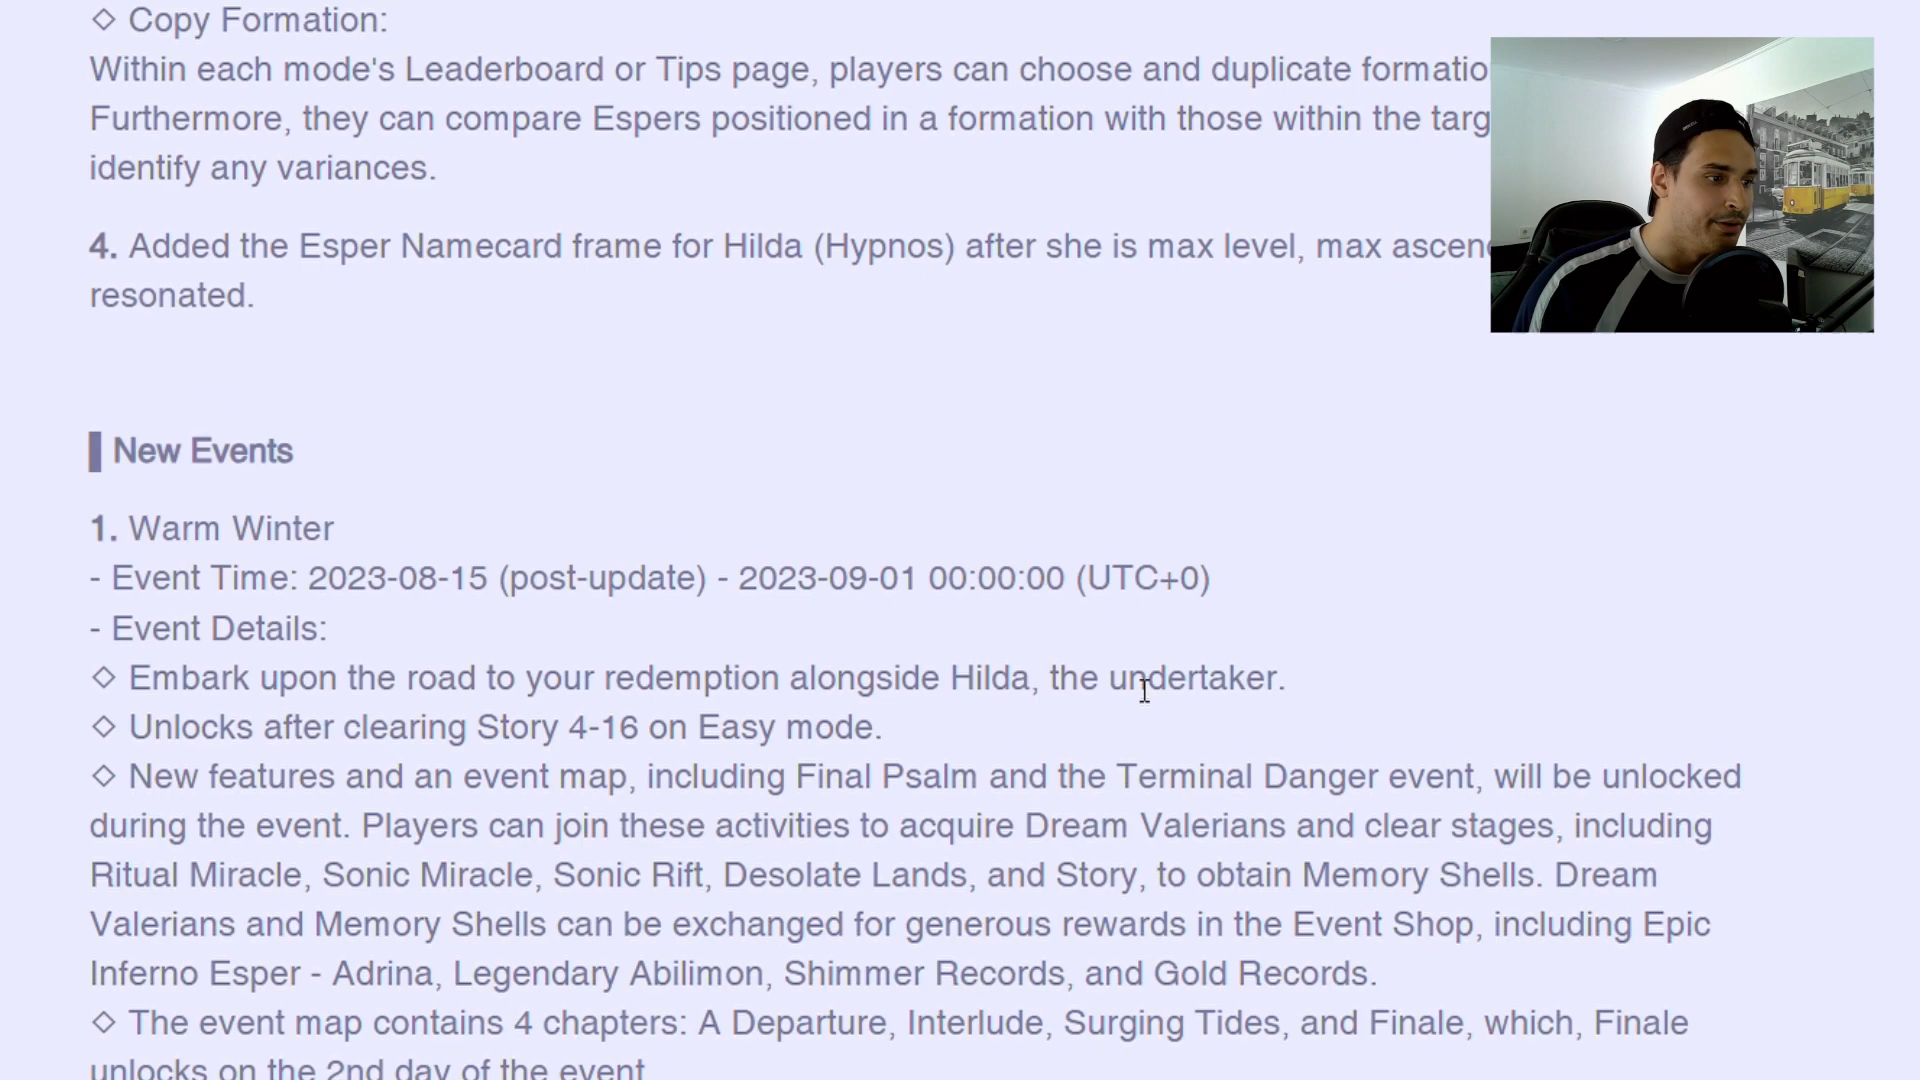 ◇ Copy Formation:
Within each mode's Leaderboard or Tips page, players can choose and duplicate formatio
Furthermore, they can compare Espers positioned in a formation with those within the targ
identify any variances.
4. Added the Esper Namecard frame for Hilda (Hypnos) after she is max level, max ascen
resonated.
New Events
1. Warm Winter
- Event Time: 2023-08-15 (post-update) - 2023-09-01 00:00:00 (UTC+0)
- Event Details:
◇ Embark upon the road to your redemption alongside Hilda, the undertaker.
◇ Unlocks after clearing Story 4-16 on Easy mode.
◇ New features and an event map, including Final Psalm and the Terminal Danger event, will be unlocked
during the event. Players can join these activities to acquire Dream Valerians and clear stages, including
Ritual Miracle, Sonic Miracle, Sonic Rift, Desolate Lands, and Story, to obtain Memory Shells. Dream
Valerians and Memory Shells can be exchanged for generous rewards in the Event Shop, including Epic
Inferno Esper - Adrina, Legendary Abilimon, Shimmer Records, and Gold Records.
◇ The event map contains 4 chapters: A Departure, Interlude, Surging Tides, and Finale, which, Finale
unlocks on the 2nd day of the event